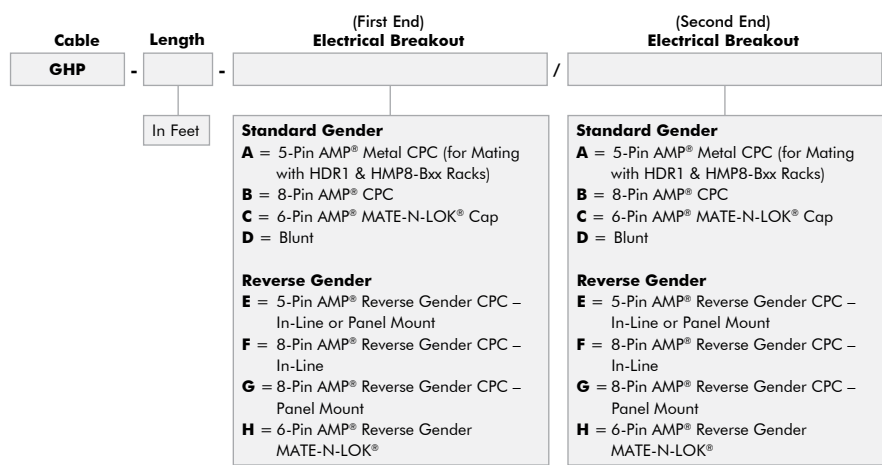 (First End)
(Second End)
Cable
Length
Electrical Breakout
Electrical Breakout
GHP
-
-
/
In Feet
Standard Gender
A = 5-Pin AMP® Metal CPC (for Mating
with HDR1 & HMP8-Bxx Racks)
B = 8-Pin AMP® CPC
C = 6-Pin AMP® MATE-N-LOK® Cap
D = Blunt
Reverse Gender
E = 5-Pin AMP® Reverse Gender CPC –
In-Line or Panel Mount
F = 8-Pin AMP® Reverse Gender CPC –
In-Line
G = 8-Pin AMP® Reverse Gender CPC –
Panel Mount
H = 6-Pin AMP® Reverse Gender
MATE-N-LOK®
Standard Gender
A = 5-Pin AMP® Metal CPC (for Mating
with HDR1 & HMP8-Bxx Racks)
B = 8-Pin AMP® CPC
C = 6-Pin AMP® MATE-N-LOK® Cap
D = Blunt
Reverse Gender
E = 5-Pin AMP® Reverse Gender CPC –
In-Line or Panel Mount
F = 8-Pin AMP® Reverse Gender CPC –
In-Line
G = 8-Pin AMP® Reverse Gender CPC –
Panel Mount
H = 6-Pin AMP® Reverse Gender
MATE-N-LOK®